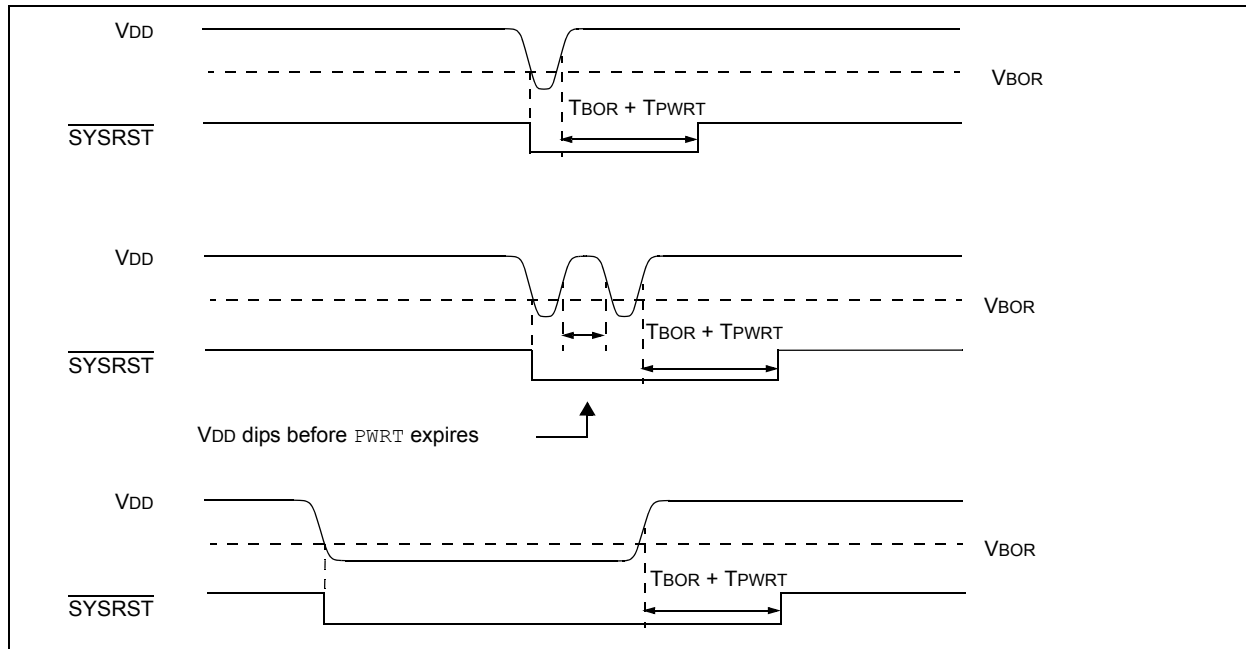 VDD
VBOR
TBOR + TPWRT
SYSRST
VDD
VBOR
TBOR + TPWRT
SYSRST
VDD dips before PWRT expires
VDD
VBOR
TBOR + TPWRT
SYSRST